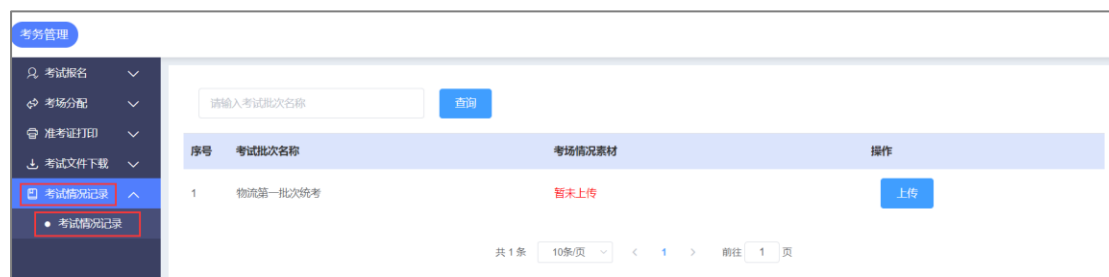 考务管理
考试报名
考场分配
准考证打印
考试文件下载
考试情况记录
考试情况记录
请输入考试批次名称 查询
序号 考试批次名称 考场情况素材 操作
1 物流第一批次统考 暂未上传 上传
共 1 条 10条/页 < 1 > 前往 1 页